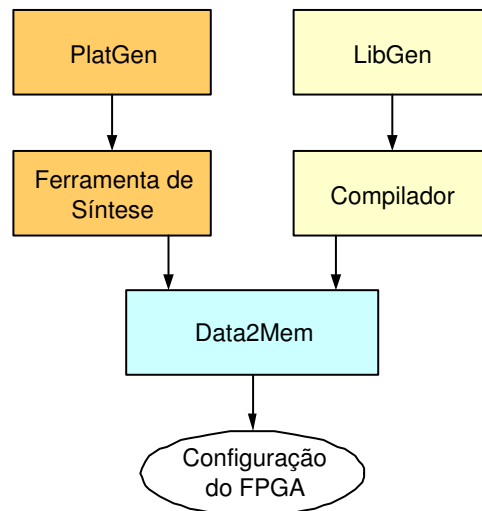 PlatGen
LibGen
Ferramenta de
Síntese
Compilador
Data2Mem
Configuração
do FPGA